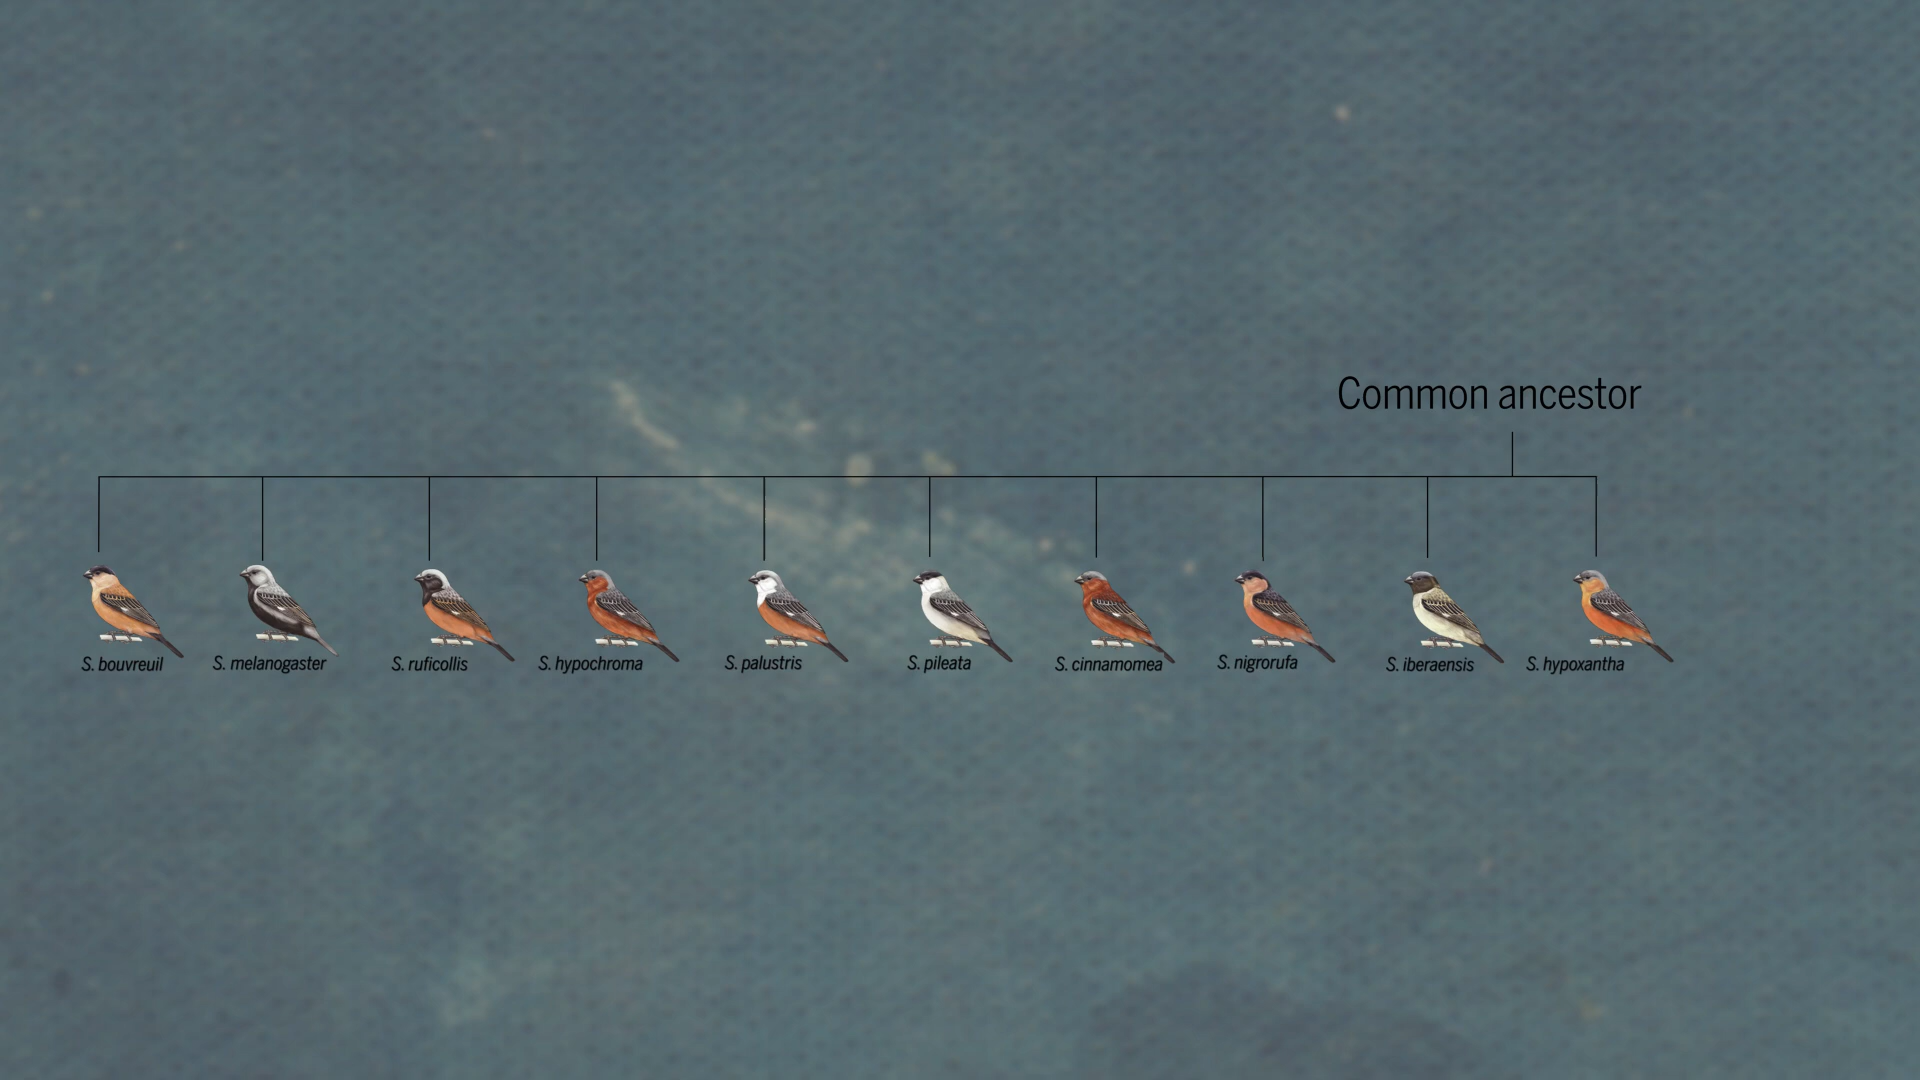 Common ancestor
S. bouvreuil
S. melanogaster
S. ruficollis
S. hypochroma
S. palustris
S. pileata
S. cinnamomea
S. nigrorufa
S. iberaensis
S. hypoxantha